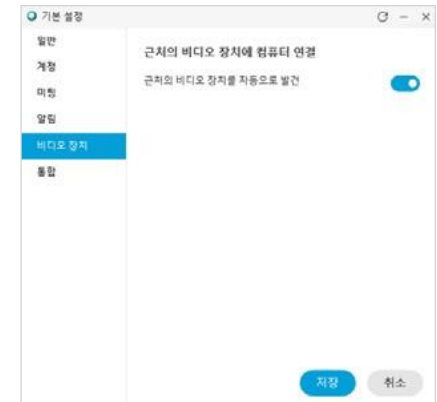 기본 설정
일반
계정
미팅
알림
비디오 장치
통합
근처의 비디오 장치에 컴퓨터 연결
근처의 비디오 장치를 자동으로 발견
저장
취소